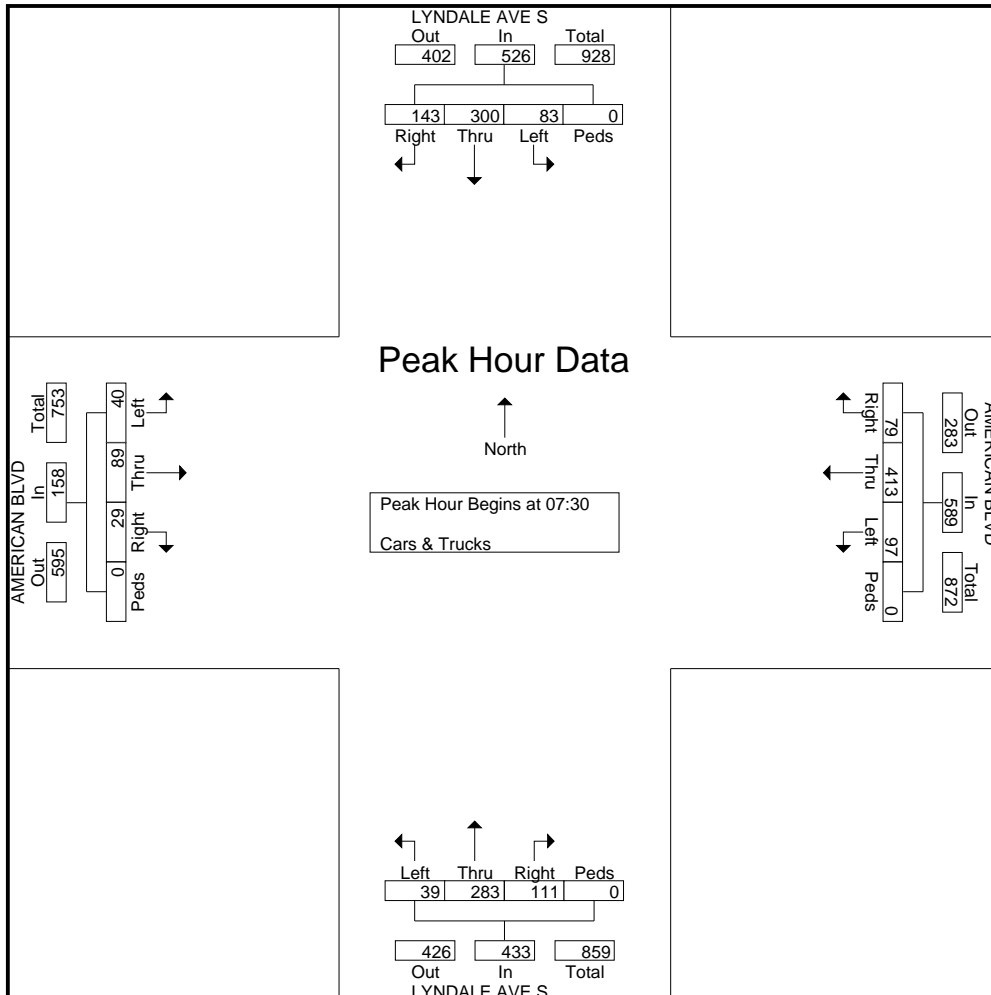 LYNDALE AVE S
Out In Total
402 526 928
143 300 83 0
Right Thru Left Peds
Peak Hour Data
North
Peak Hour Begins at 07:30
Cars & Trucks
AMERICAN BLVD
Total In Out
753 158 595
40 89 29 0
Left Thru Right Peds
AMERICAN BLVD
Out In Total
283 589 872
79 413 97 0
Right Thru Left Peds
Left Thru Right Peds
39 283 111 0
426 433 859
Out In Total
LYNDALE AVE S